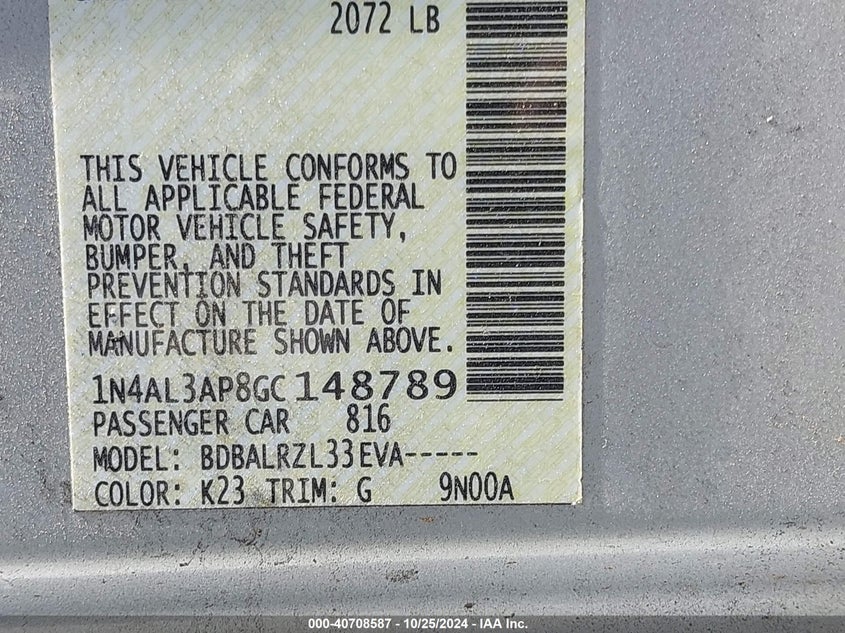 2072 LB
THIS VEHICLE CONFORMS TO
ALL APPLICABLE FEDERAL
MOTOR VEHICLE SAFETY,
BUMPER, AND THEFT
PREVENTION STANDARDS IN
EFFECT ON THE DATE OF
MANUFACTURE SHOWN ABOVE.
1N4AL3AP8GC148789
PASSENGER CAR 816
MODEL: BDBALRZL33EVA-----
COLOR: K23 TRIM: G 9N00A
000-40708587 - 10/25/2024 - IAA Inc.